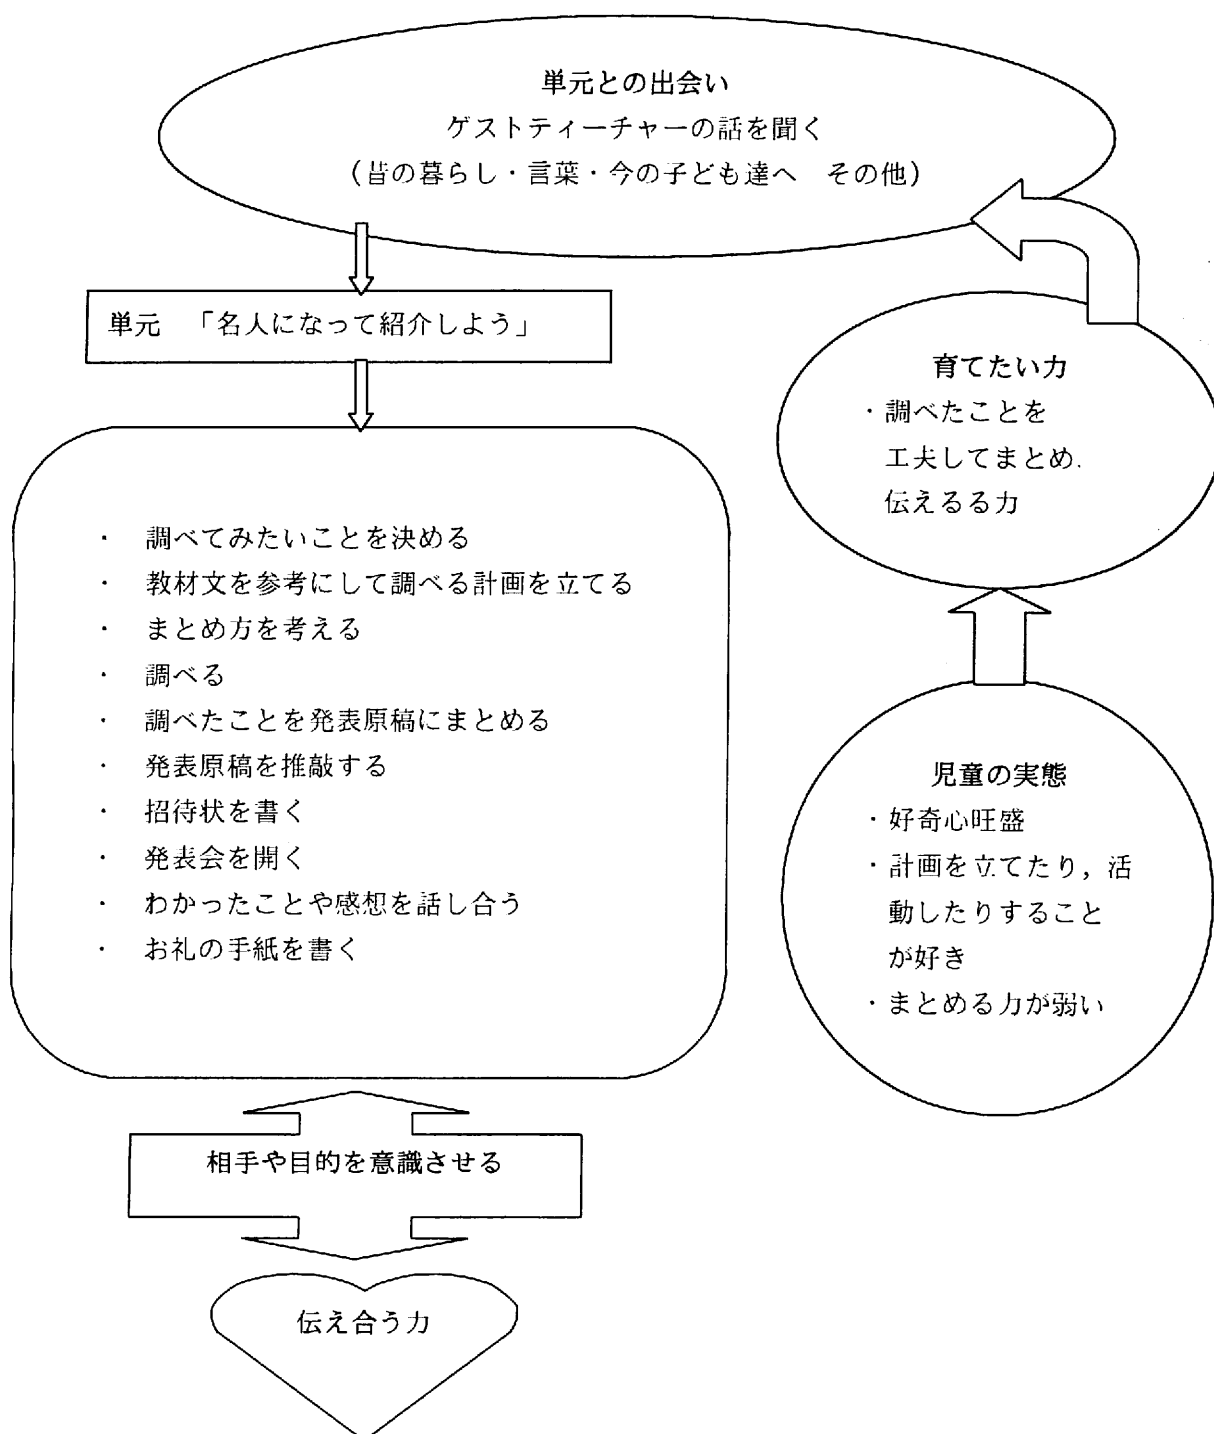 単元との出会い
ゲストティーチャーの話を聞く
(昔の暮らし・言葉・今の子ども達へ　その他)
単元　「名人になって紹介しよう」
・　調べてみたいことを決める
・　教材文を参考にして調べる計画を立てる
・　まとめ方を考える
・　調べる
・　調べたことを発表原稿にまとめる
・　発表原稿を推敲する
・　招待状を書く
・　発表会を開く
・　わかったことや感想を話し合う
・　お礼の手紙を書く
相手や目的を意識させる
伝え合う力
育てたい力
・調べたことを
工夫してまとめ.
伝えるる力
児童の実態
・好奇心旺盛
・計画を立てたり，活
動したりすること
が好き
・まとめる力が弱い